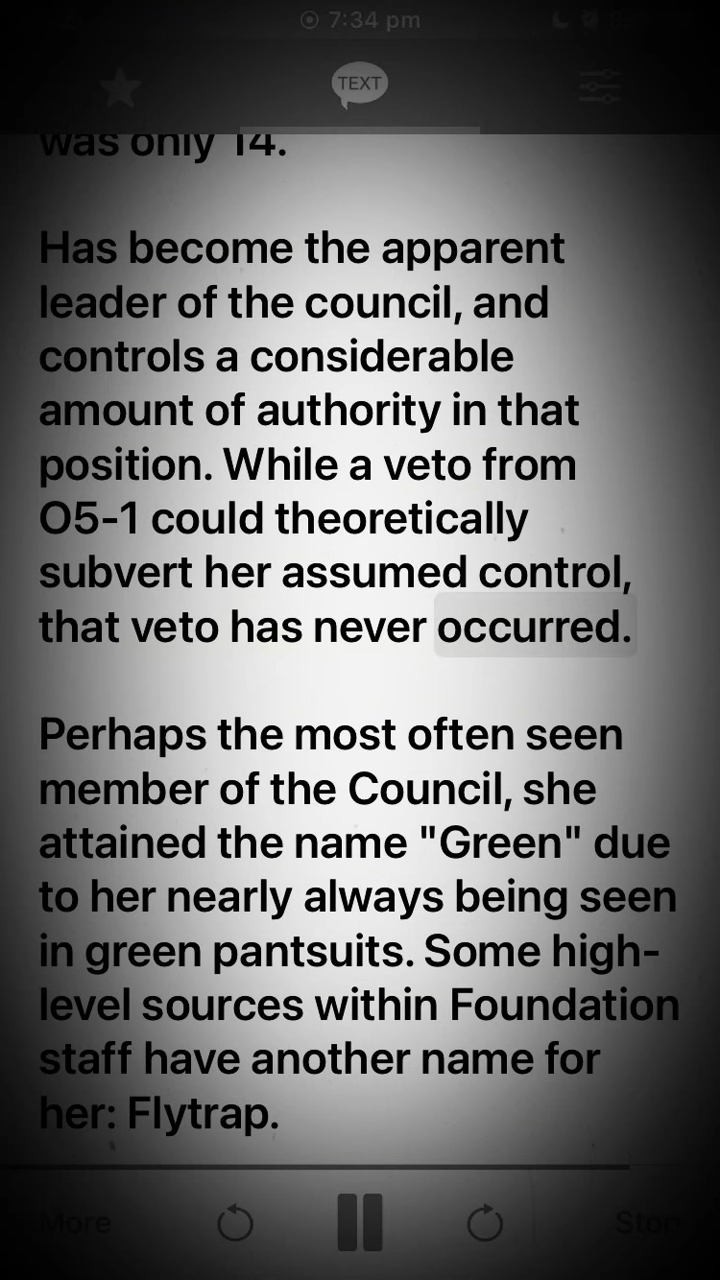 7:34 pm
TEXT
was only 14.
Has become the apparent
leader of the council, and
controls a considerable
amount of authority in that
position. While a veto from
O5-1 could theoretically
subvert her assumed control,
that veto has never occurred.
Perhaps the most often seen
member of the Council, she
attained the name "Green" due
to her nearly always being seen
in green pantsuits. Some high-
level sources within Foundation
staff have another name for
her: Flytrap.
More